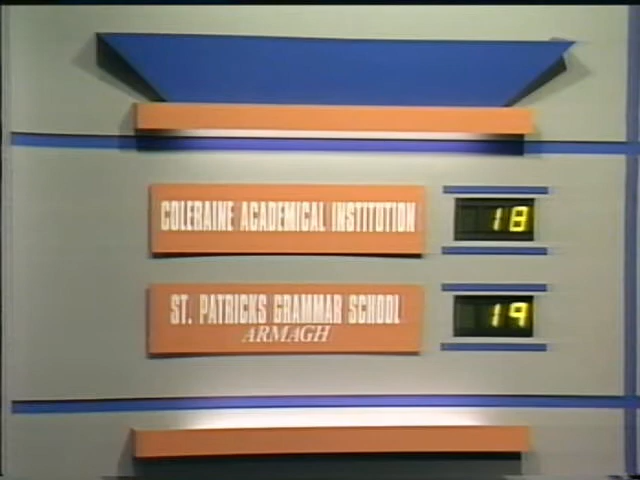 COLERAINE ACADEMICAL INSTITUTION
18
ST. PATRICKS GRAMMAR SCHOOL
ARMAGH
19